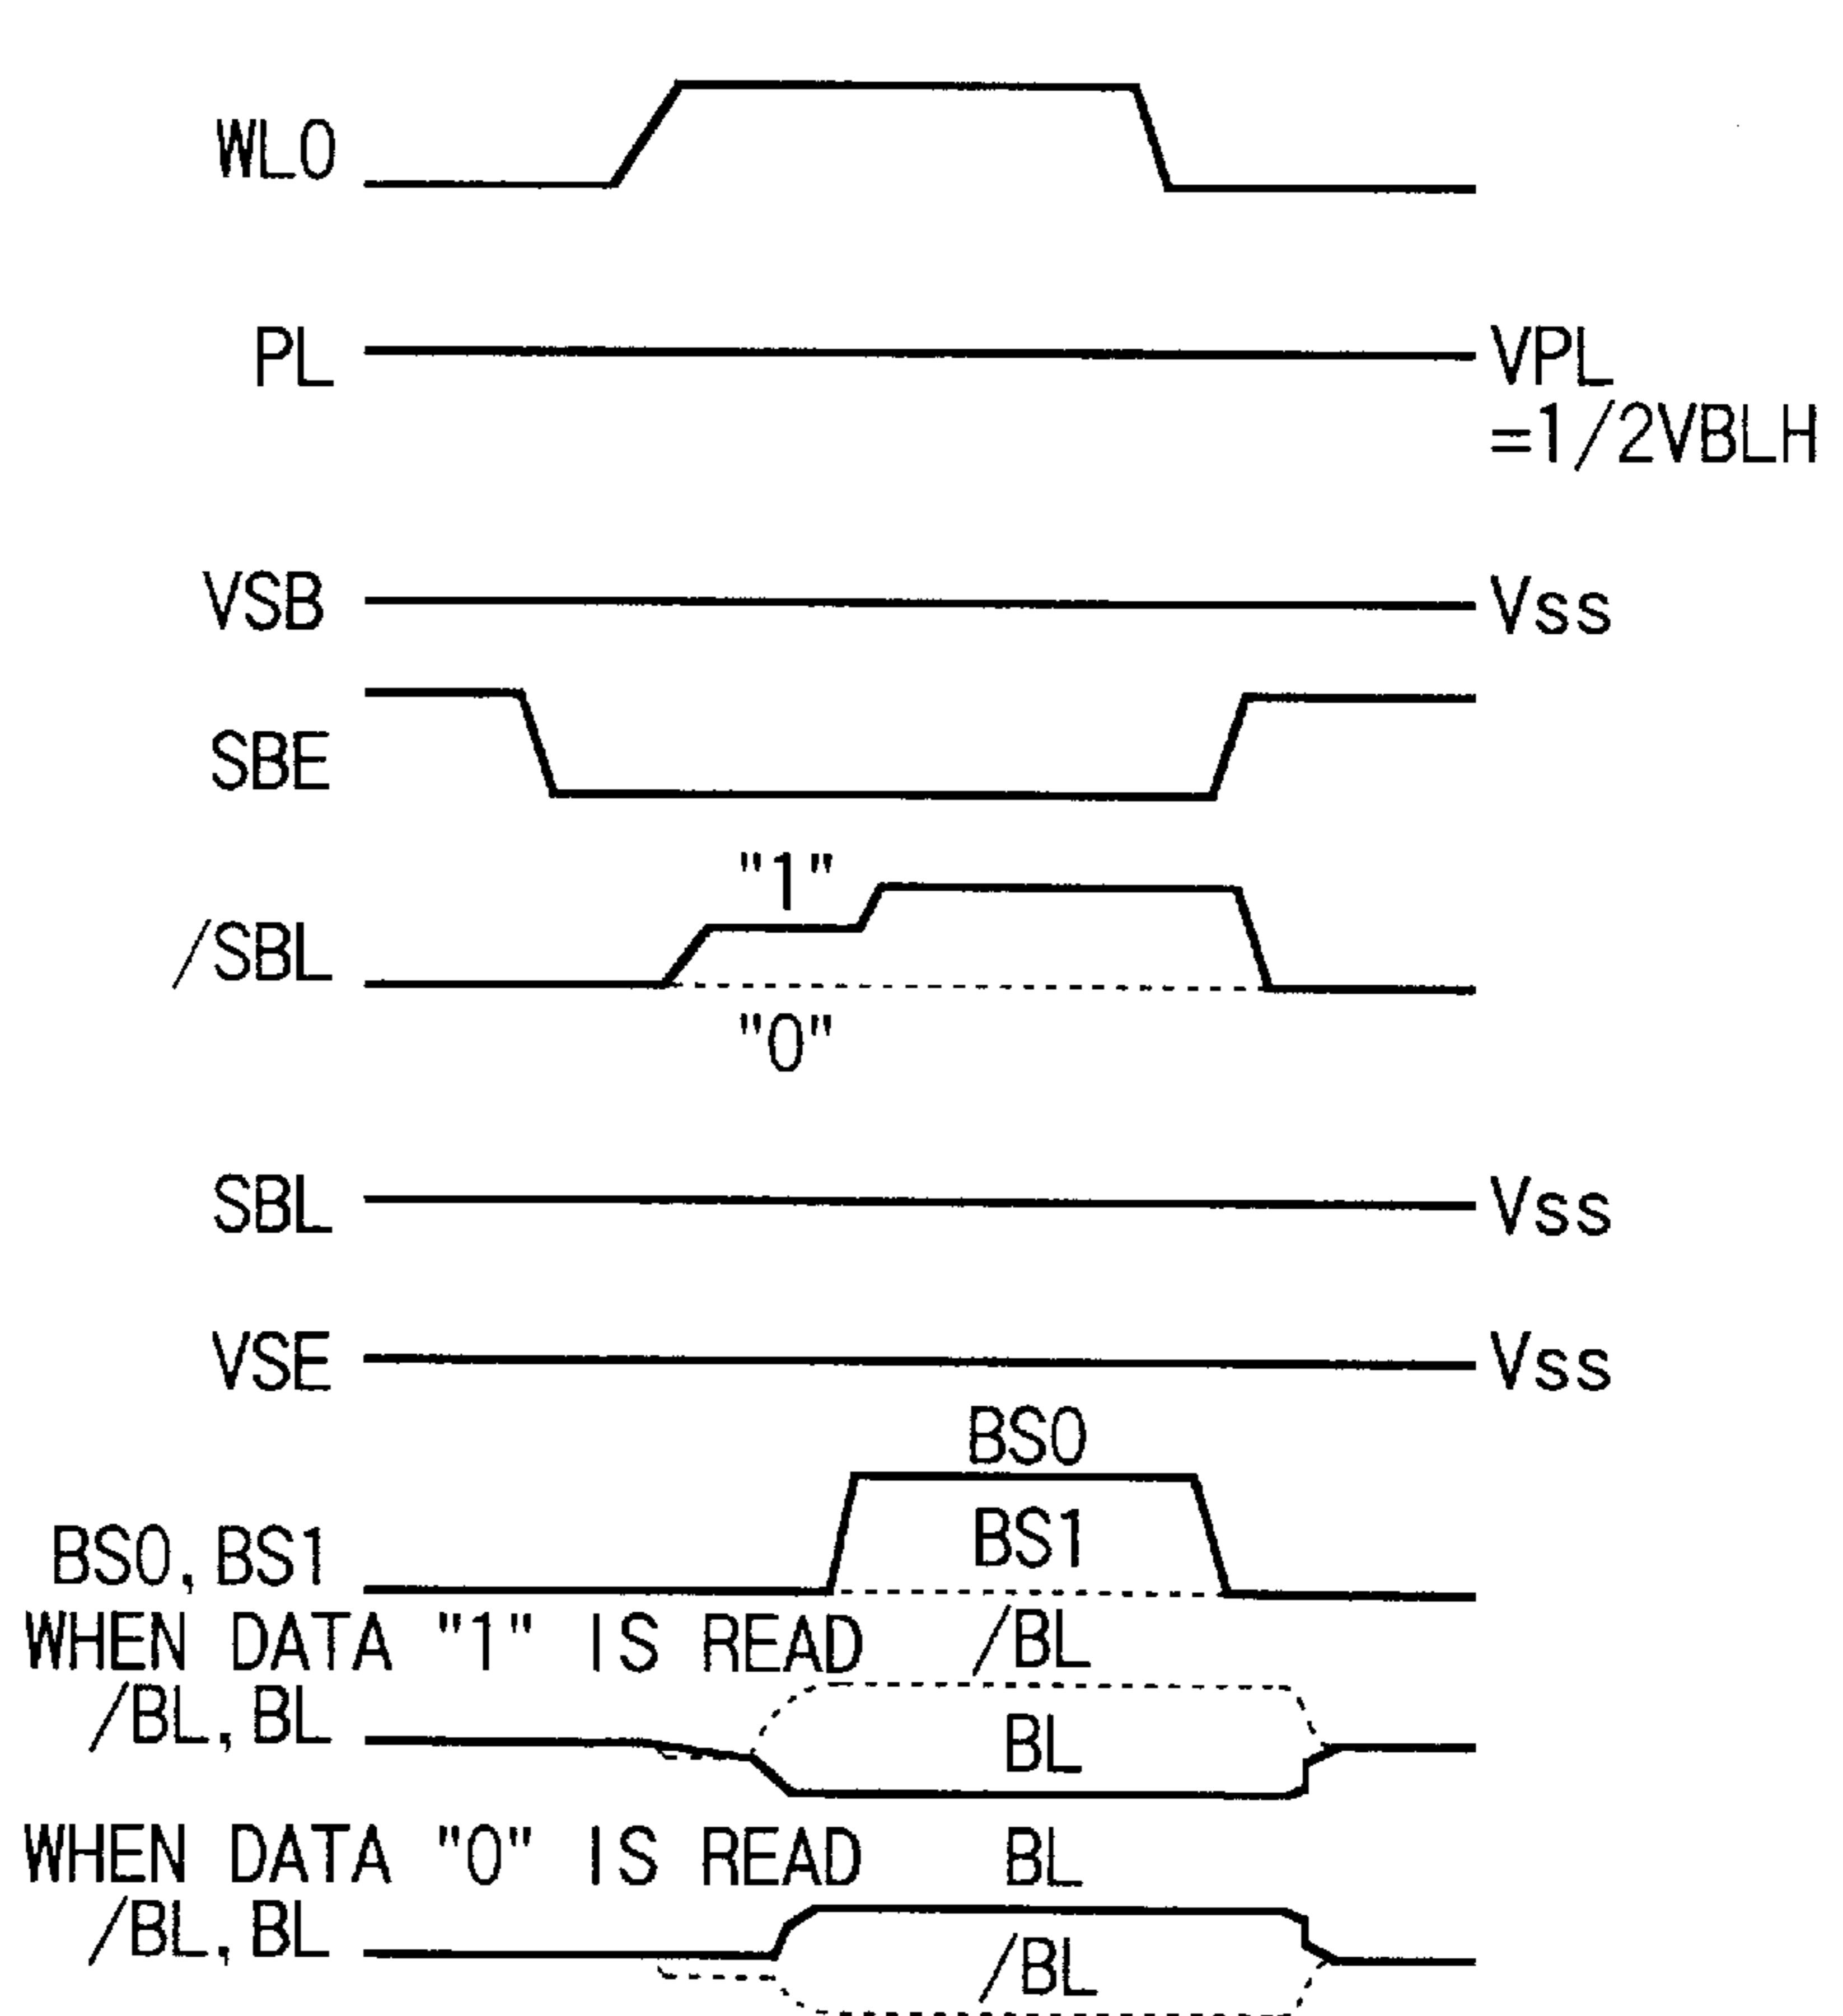 WLO
PL
VPL
=1/2VBLH
VSB
Vss
SBE
"1"
/SBL
"0"
SBL
Vss
VSE
Vss
BS0
BS0,BS1
BS1
WHEN DATA "1" IS READ
/BL
/BL,BL
BL
WHEN DATA "0" IS READ
BL
/BL,BL
/BL